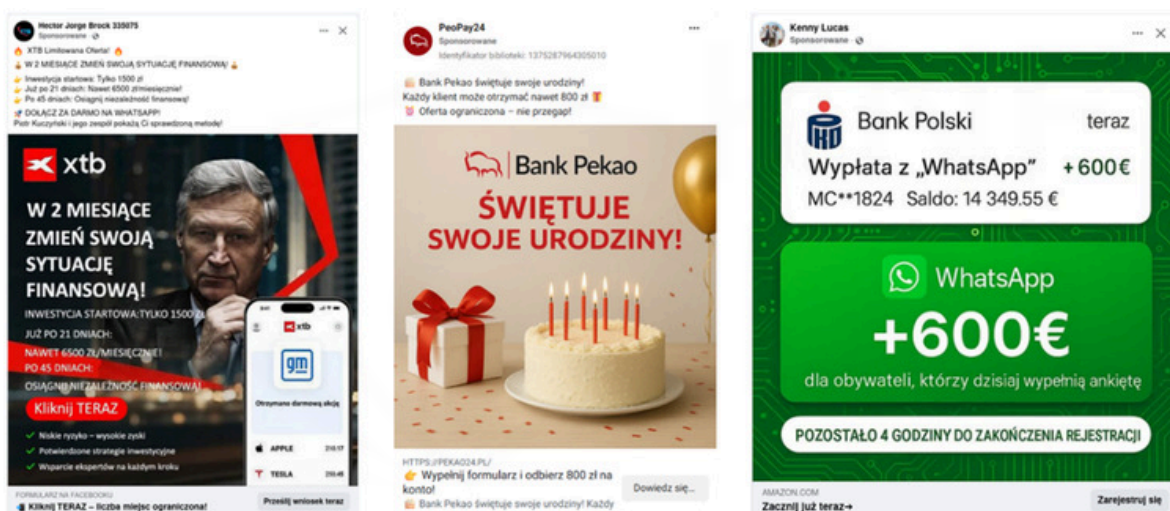 Hector Jorge Brock 335075
Sponsorowane
XTB Limitowana Oferta!
W 2 MIESIĄCE ZMIEŃ SWOJĄ SYTUACJĘ FINANSOWĄ!
Inwestycja startowa: Tylko 1500 zł
Już po 21 dniach: Nawet 6500 zł/miesięcznie!
Po 45 dniach: Osiągnij niezależność finansową!
DOŁĄCZ ZA DARMO NA WHATSAPP!
Piotr Kuczyński i jego zespół pokażą Ci sprawdzoną metodę!
xtb
W 2 MIESIĄCE
ZMIEŃ SWOJĄ
SYTUACJĘ
FINANSOWĄ!
INWESTYCJA STARTOWA:TYLKO 1500 ZŁ
JUŻ PO 21 DNIACH:
NAWET 6500 ZŁ/MIESIĘCZNIE!
PO 45 DNIACH:
OSIĄGNIJ NIEZALEŻNOŚĆ FINANSOWĄ!
Kliknij TERAZ
Niskie ryzyko – wysokie zyski
Potwierdzone strategie inwestycyjne
Wsparcie ekspertów na każdym kroku
xtb
gm
Otrzymano darmową akcję
APPLE
TESLA
FORMULARZ NA FACEBOOKU
Kliknij TERAZ – liczba miejsc ograniczona!
Prześlij wniosek teraz
PeoPay24
Sponsorowane
Identyfikator biblioteki: 1375287964305010
Bank Pekao świętuje swoje urodziny!
Każdy klient może otrzymać nawet 800 zł
Oferta ograniczona – nie przegap!
Bank Pekao
ŚWIĘTUJE
SWOJE URODZINY!
HTTPS://PEKAO24.PL/
Wypełnij formularz i odbierz 800 zł na
konto!
Bank Pekao świętuje swoje urodziny! Każdy
Dowiedz się...
Kenny Lucas
Sponsorowane
Bank Polski teraz
Wypłata z „WhatsApp” +600€
MC**1824 Saldo: 14 349.55 €
WhatsApp
+600€
dla obywateli, którzy dzisiaj wypełnią ankietę
POZOSTAŁO 4 GODZINY DO ZAKOŃCZENIA REJESTRACJI
AMAZON.COM
Zacznij już teraz→
Zarejestruj się